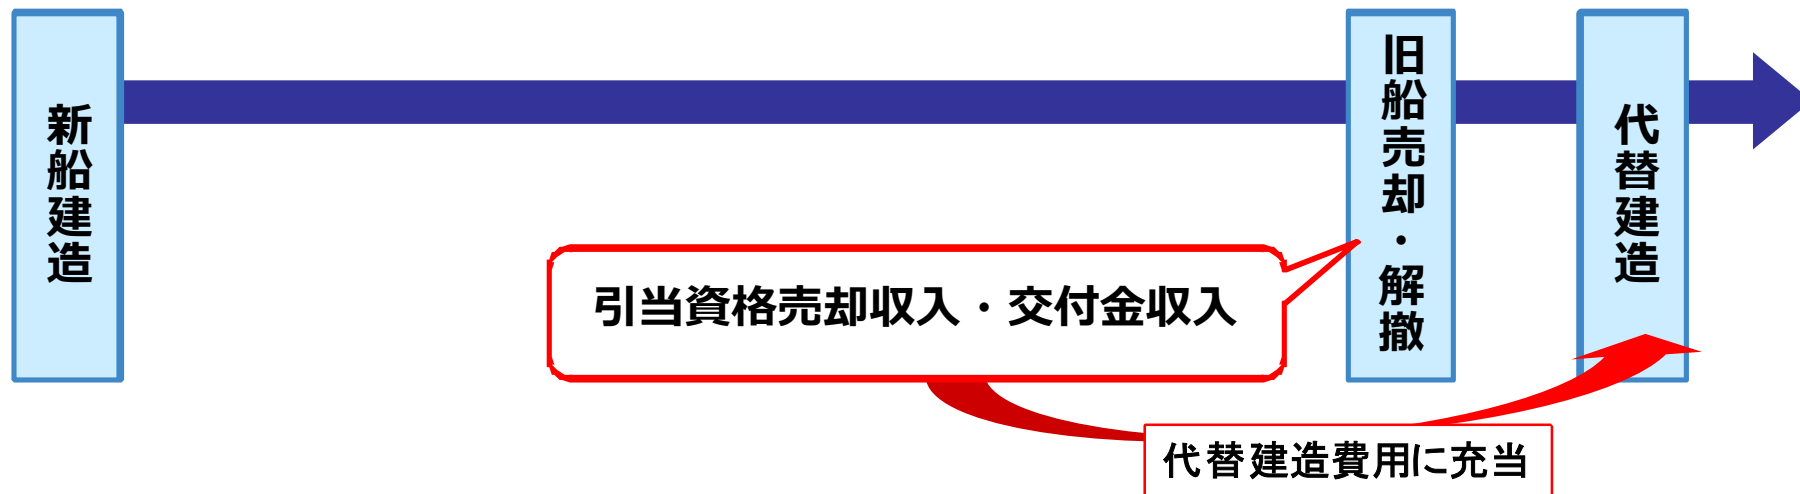 新船建造
旧船売却・解撤
代替建造
引当資格売却収入・交付金収入
代替建造費用に充当